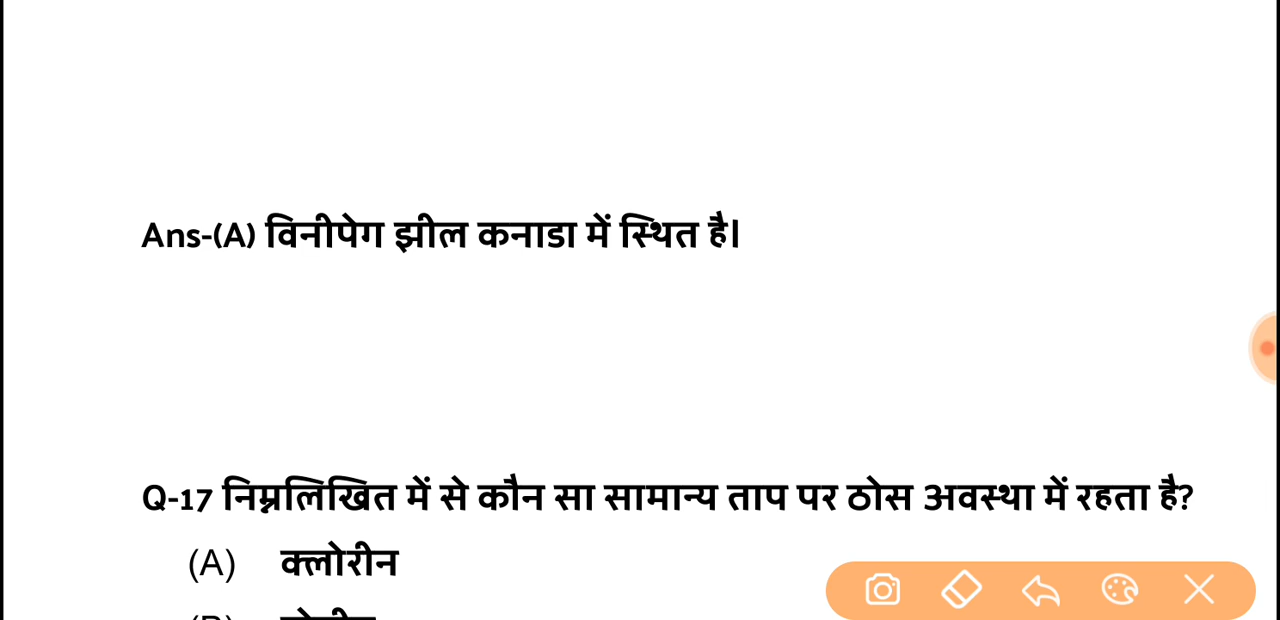 Ans-(A) विनीपेग झील कनाडा में स्थित है।
Q-17 निम्नलिखित में से कौन सा सामान्य ताप पर ठोस अवस्था में रहता है?
(A) क्लोरीन